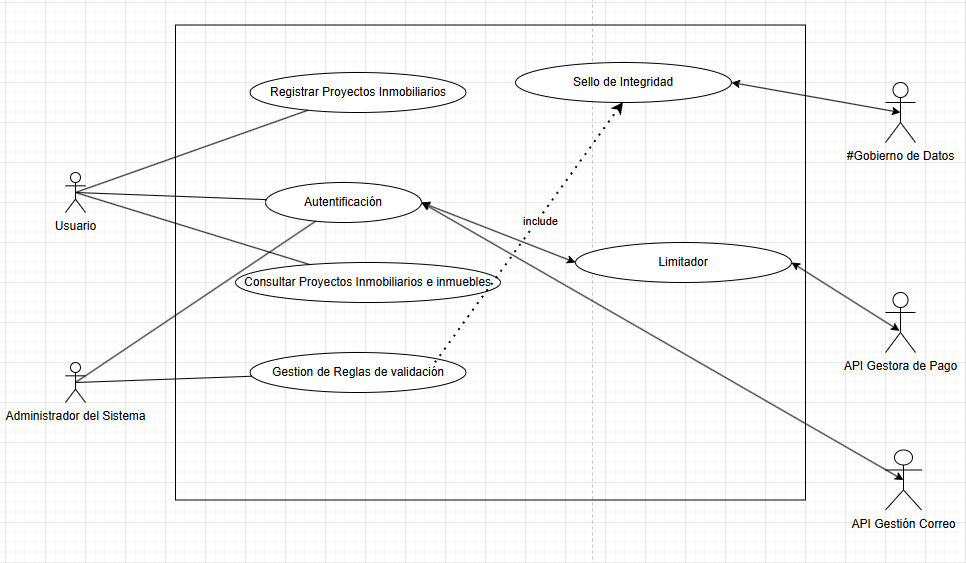 Sello de Integridad
Registrar Proyectos Inmobiliarios
#Gobierno de Datos
Usuario
Autentificación
include
Limitador
Consultar Proyectos Inmobiliarios e inmuebles
API Gestora de Pago
Gestion de Reglas de validación
Administrador del Sistema
API Gestión Correo